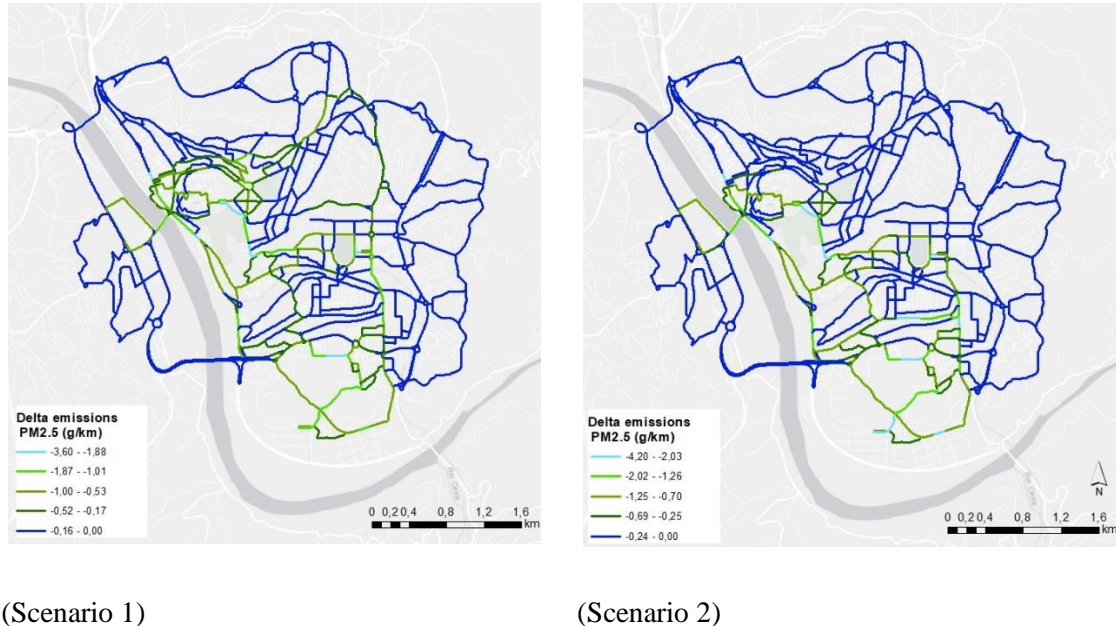 Delta emissions
PM2.5 (g/km)
-3,60 - -1,88
-1,87 - -1,01
-1,00 - -0,53
-0,52 - -0,17
-0,16 - 0,00
0 0,2 0,4 0,8 1,2 1,6
km
Delta emissions
PM2.5 (g/km)
-4,20 - -2,03
-2,02 - -1,26
-1,25 - -0,70
-0,69 - -0,25
-0,24 - 0,00
N
0 0,2 0,4 0,8 1,2 1,6
km
(Scenario 1)
(Scenario 2)